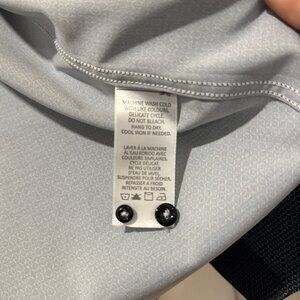 MACHINE WASH COLD
WITH LIKE COLOURS.
DELICATE CYCLE.
DO NOT BLEACH.
HANG TO DRY.
COOL IRON IF NEEDED.
LAVER À LA MACHINE
À L'EAU FROIDE AVEC
COULEURS SIMILAIRES.
CYCLE DÉLICAT.
NE PAS UTILISER
D'EAU DE JAVEL.
SUSPENDRE POUR SÉCHER.
REPASSER À FROID
AU BESOIN.